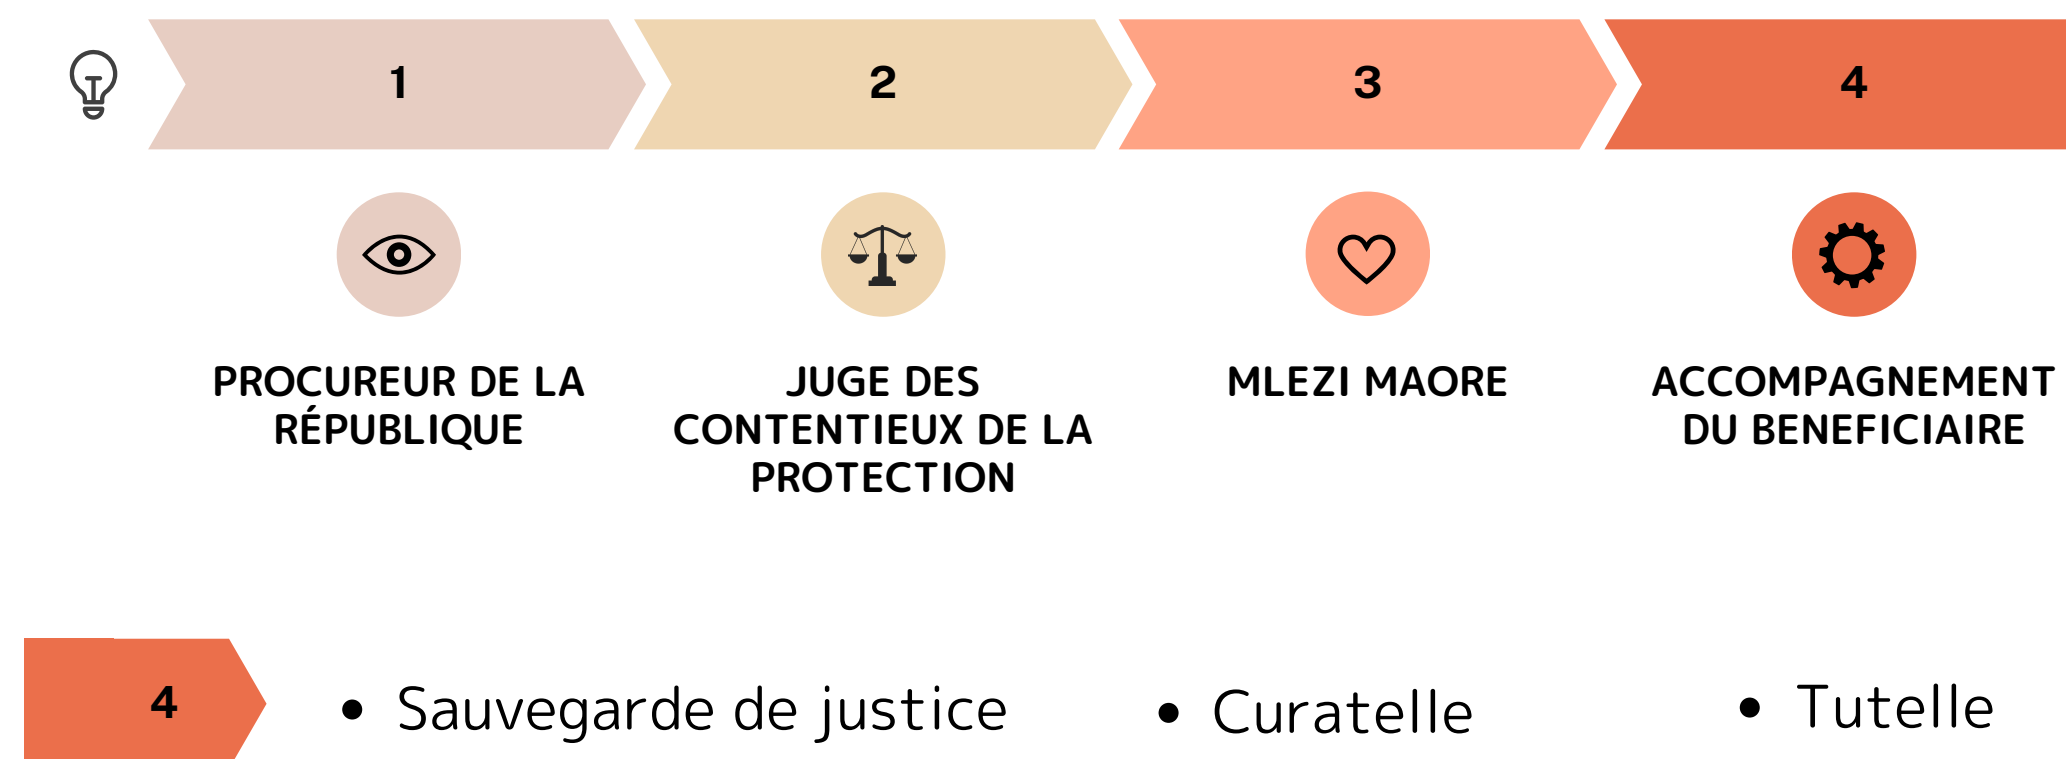 1
2
3
4
PROCUREUR DE LA
RÉPUBLIQUE
JUGE DES
CONTENTIEUX DE LA
PROTECTION
MLEZI MAORE
ACCOMPAGNEMENT
DU BENEFICIAIRE
4
• Sauvegarde de justice
• Curatelle
• Tutelle